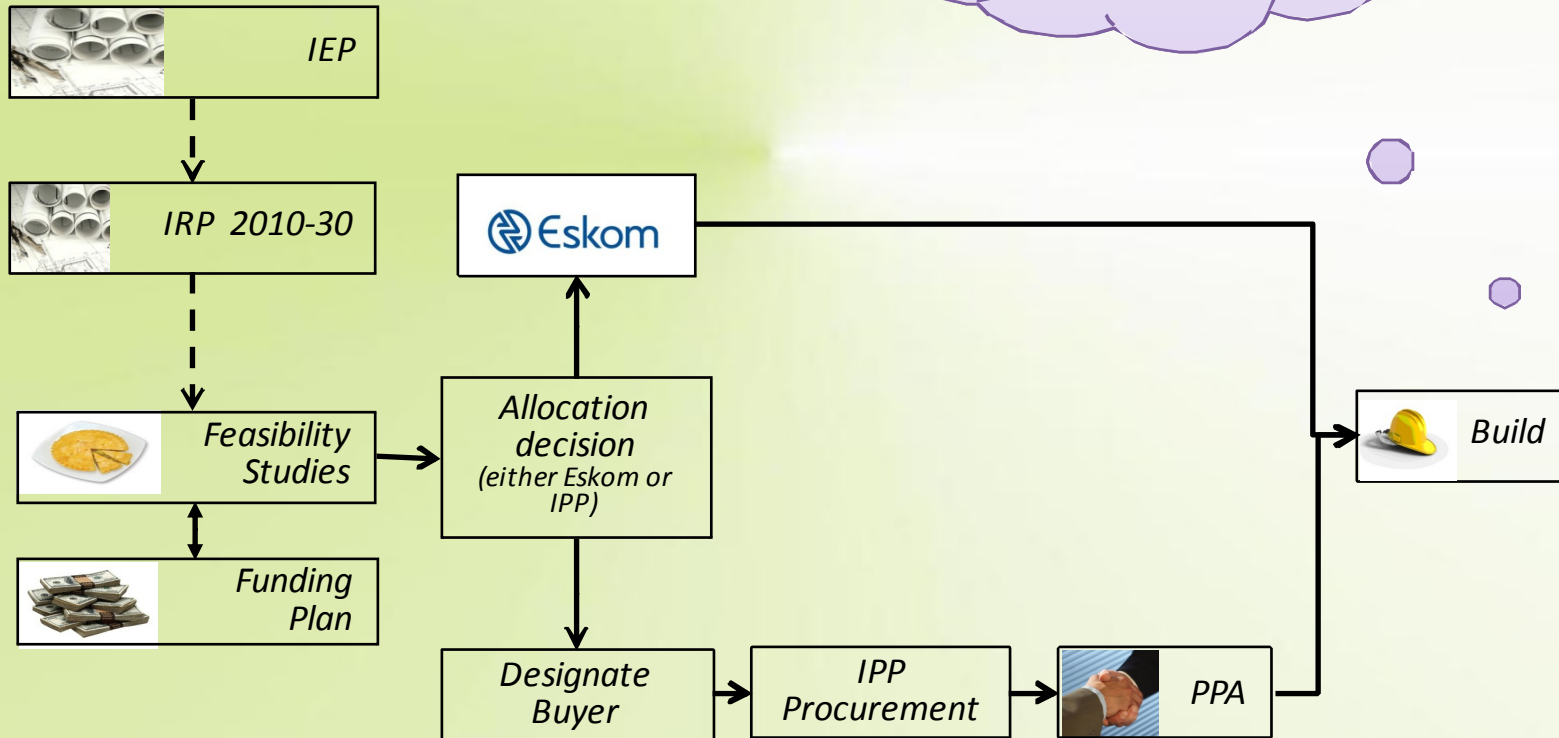 IEP
IRP 2010-30
Eskom
Feasibility
Studies
Allocation
decision
(either Eskom or
IPP)
Build
Funding
Plan
Designate
Buyer
IPP
Procurement
PPA